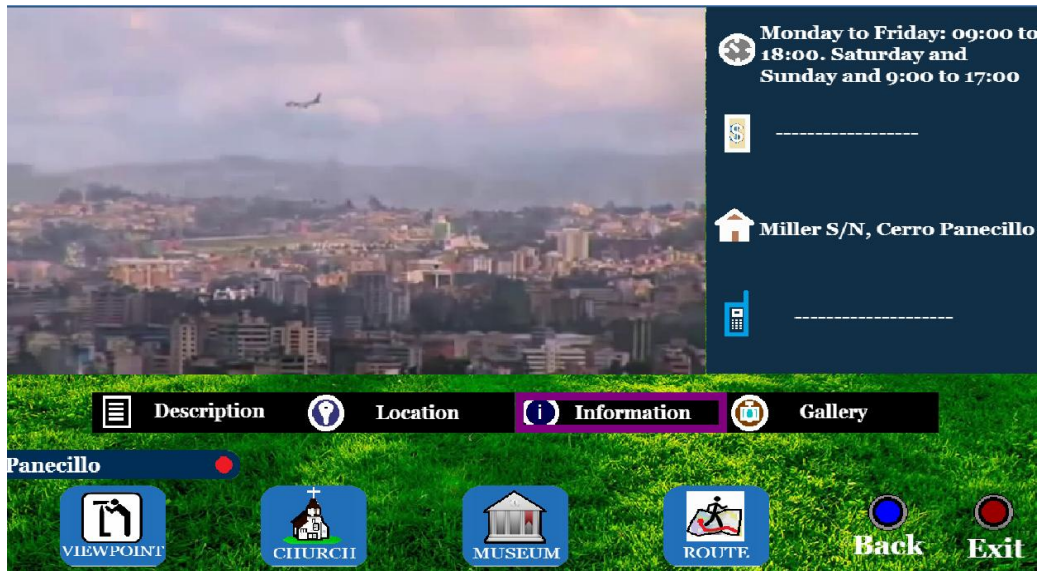 Monday to Friday: 09:00 to
18:00. Saturday and
Sunday and 9:00 to 17:00
$
------------------
Miller S/N, Cerro Panecillo
--------------------
Description
Location
i Information
Gallery
Panecillo
VIEWPOINT
CHURCH
MUSEUM
ROUTE
Back
Exit